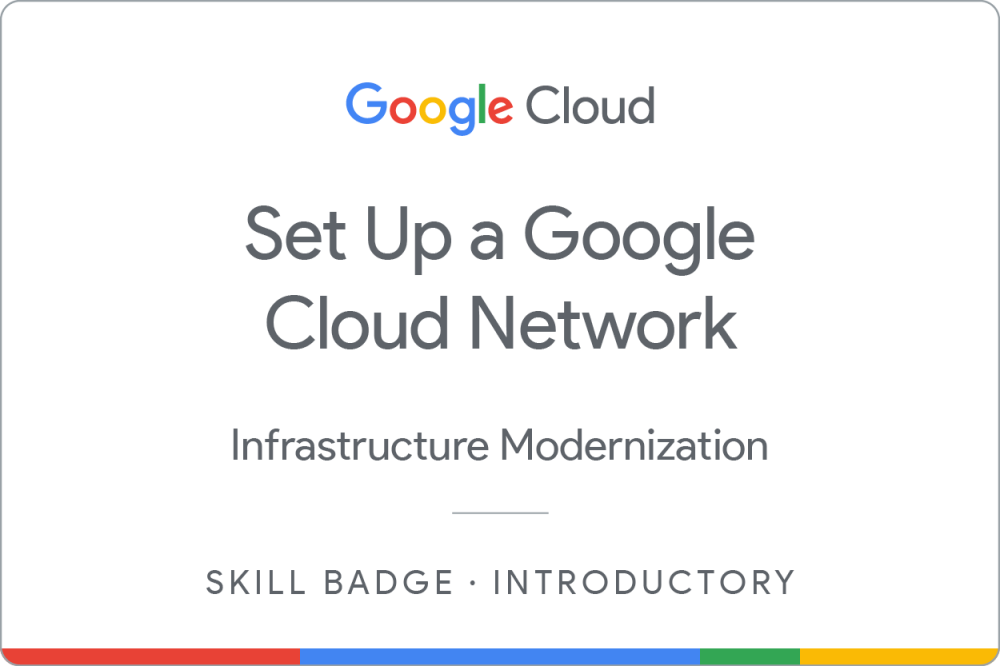 Google Cloud
Set Up a Google
Cloud Network
Infrastructure Modernization
SKILL BADGE · INTRODUCTORY